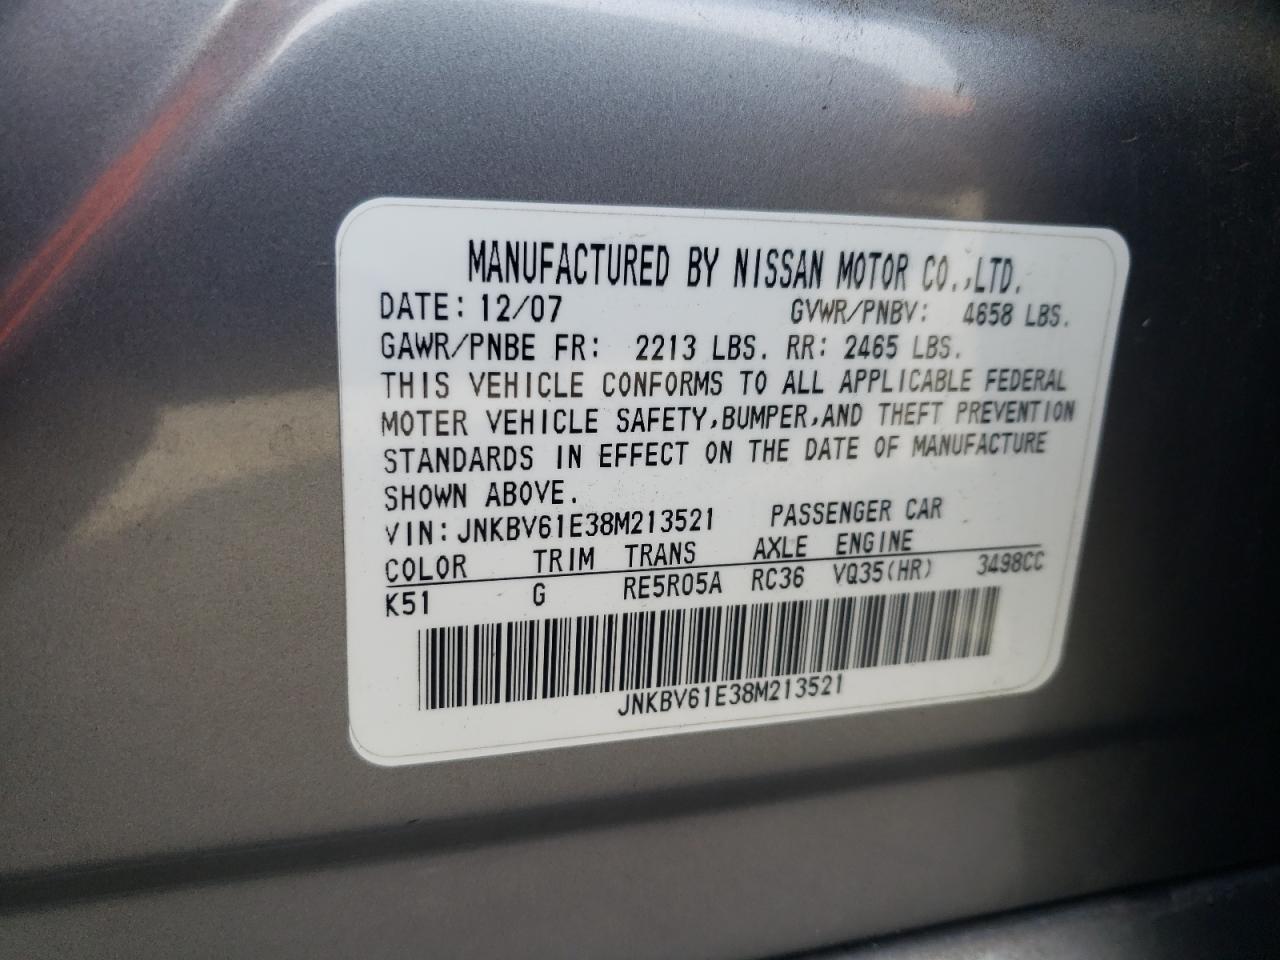 MANUFACTURED BY NISSAN MOTOR CO.,LTD.
DATE: 12/07 GVWR/PNBV: 4658 LBS.
GAWR/PNBE FR: 2213 LBS. RR: 2465 LBS.
THIS VEHICLE CONFORMS TO ALL APPLICABLE FEDERAL
MOTER VEHICLE SAFETY,BUMPER,AND THEFT PREVENTION
STANDARDS IN EFFECT ON THE DATE OF MANUFACTURE
SHOWN ABOVE.
VIN: JNKBV61E38M213521 PASSENGER CAR
COLOR TRIM TRANS AXLE ENGINE
K51 G RE5R05A RC36 VQ35(HR) 3498CC
JNKBV61E38M213521